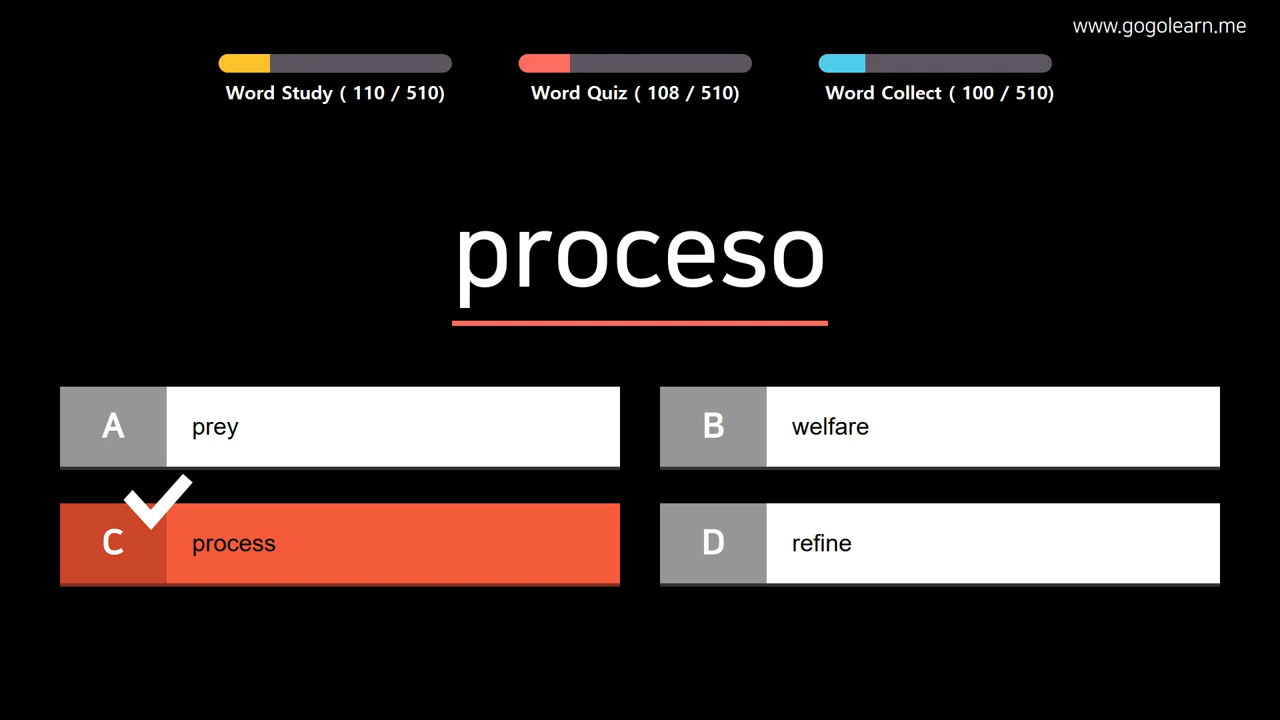 www.gogolearn.me
Word Study ( 110 / 510)
Word Quiz ( 108 / 510)
Word Collect ( 100 / 510)
proceso
A prey
B welfare
C process
D refine